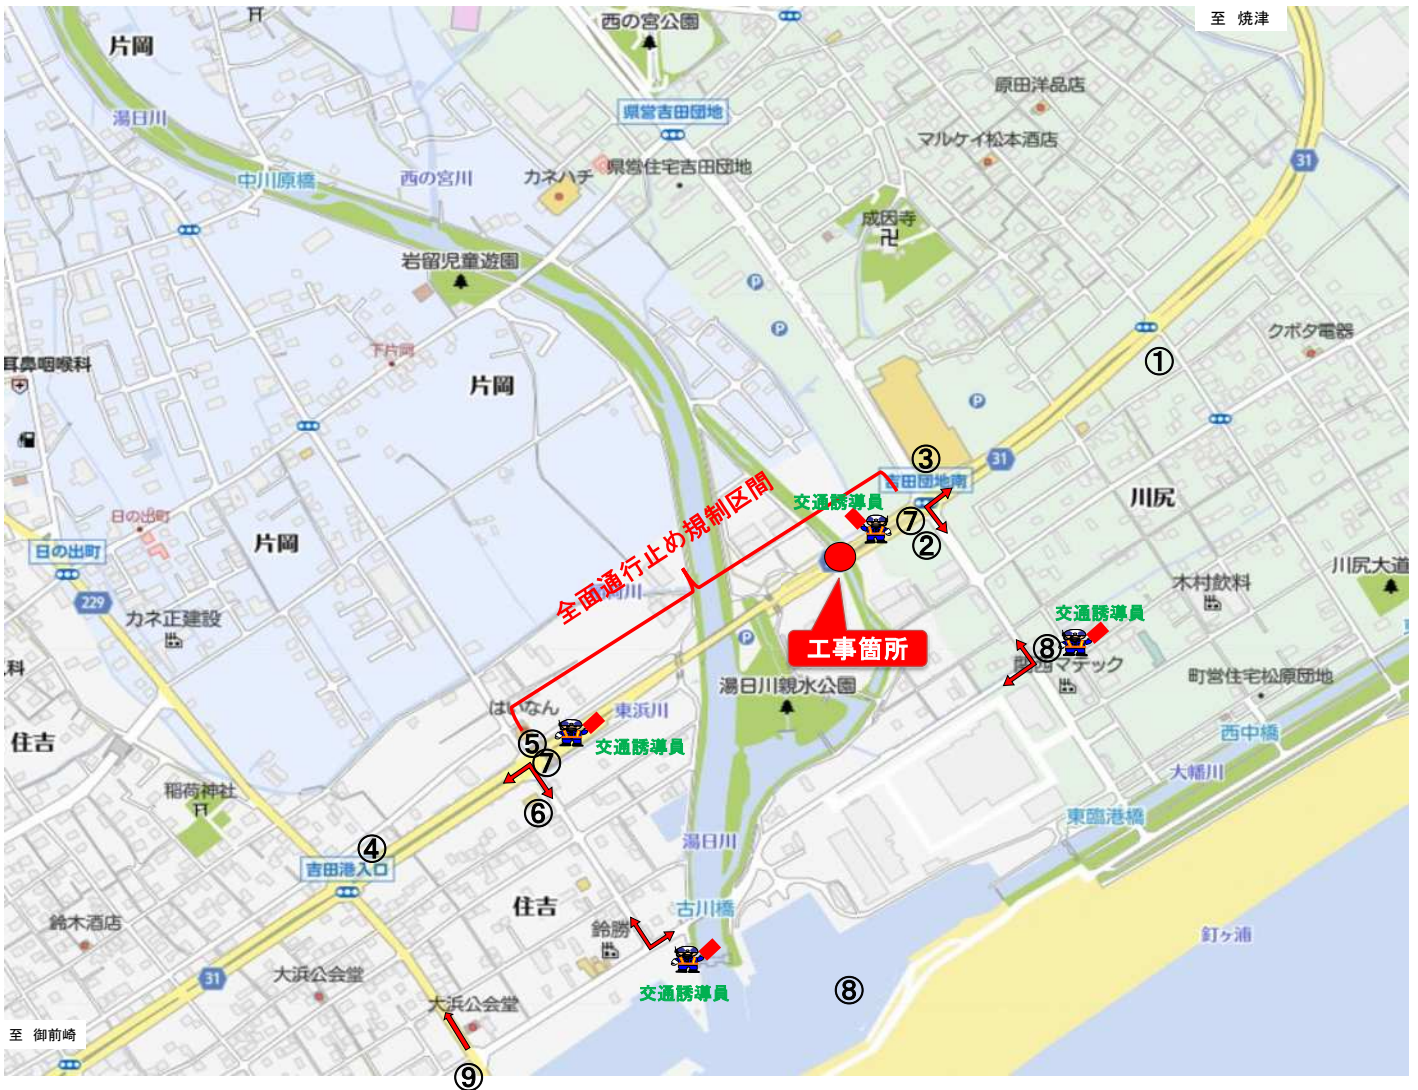 至 焼津
西の宮公園
片岡
原田洋品店
県営吉田団地
湯日川
マルケイ松本酒店
31
県営住宅吉田団地
中川原橋
西の宮川
カネハチ
成因寺
岩留児童遊園
P
P
クボタ電器
下片岡
耳鼻咽喉科
①
片岡
P
③
31
吉田団地南
全面通行止め規制区間
交通誘導員
川尻
日の出町
⑦
②
片岡
日の出町
川尻大道
木村飲料
229
カネ正建設
交通誘導員
P
工事箇所
⑧
科
町営住宅松原団地
湯日川親水公園
はいなん
東浜川
西中橋
住吉
⑤
交通誘導員
⑦
大幡川
稲荷神社
⑥
東臨港橋
④
湯日川
吉田港入口
住吉
古川橋
鈴木酒店
鈴勝
釘ヶ浦
大浜公会堂
31
交通誘導員
⑧
大浜公会堂
至 御前崎
⑨